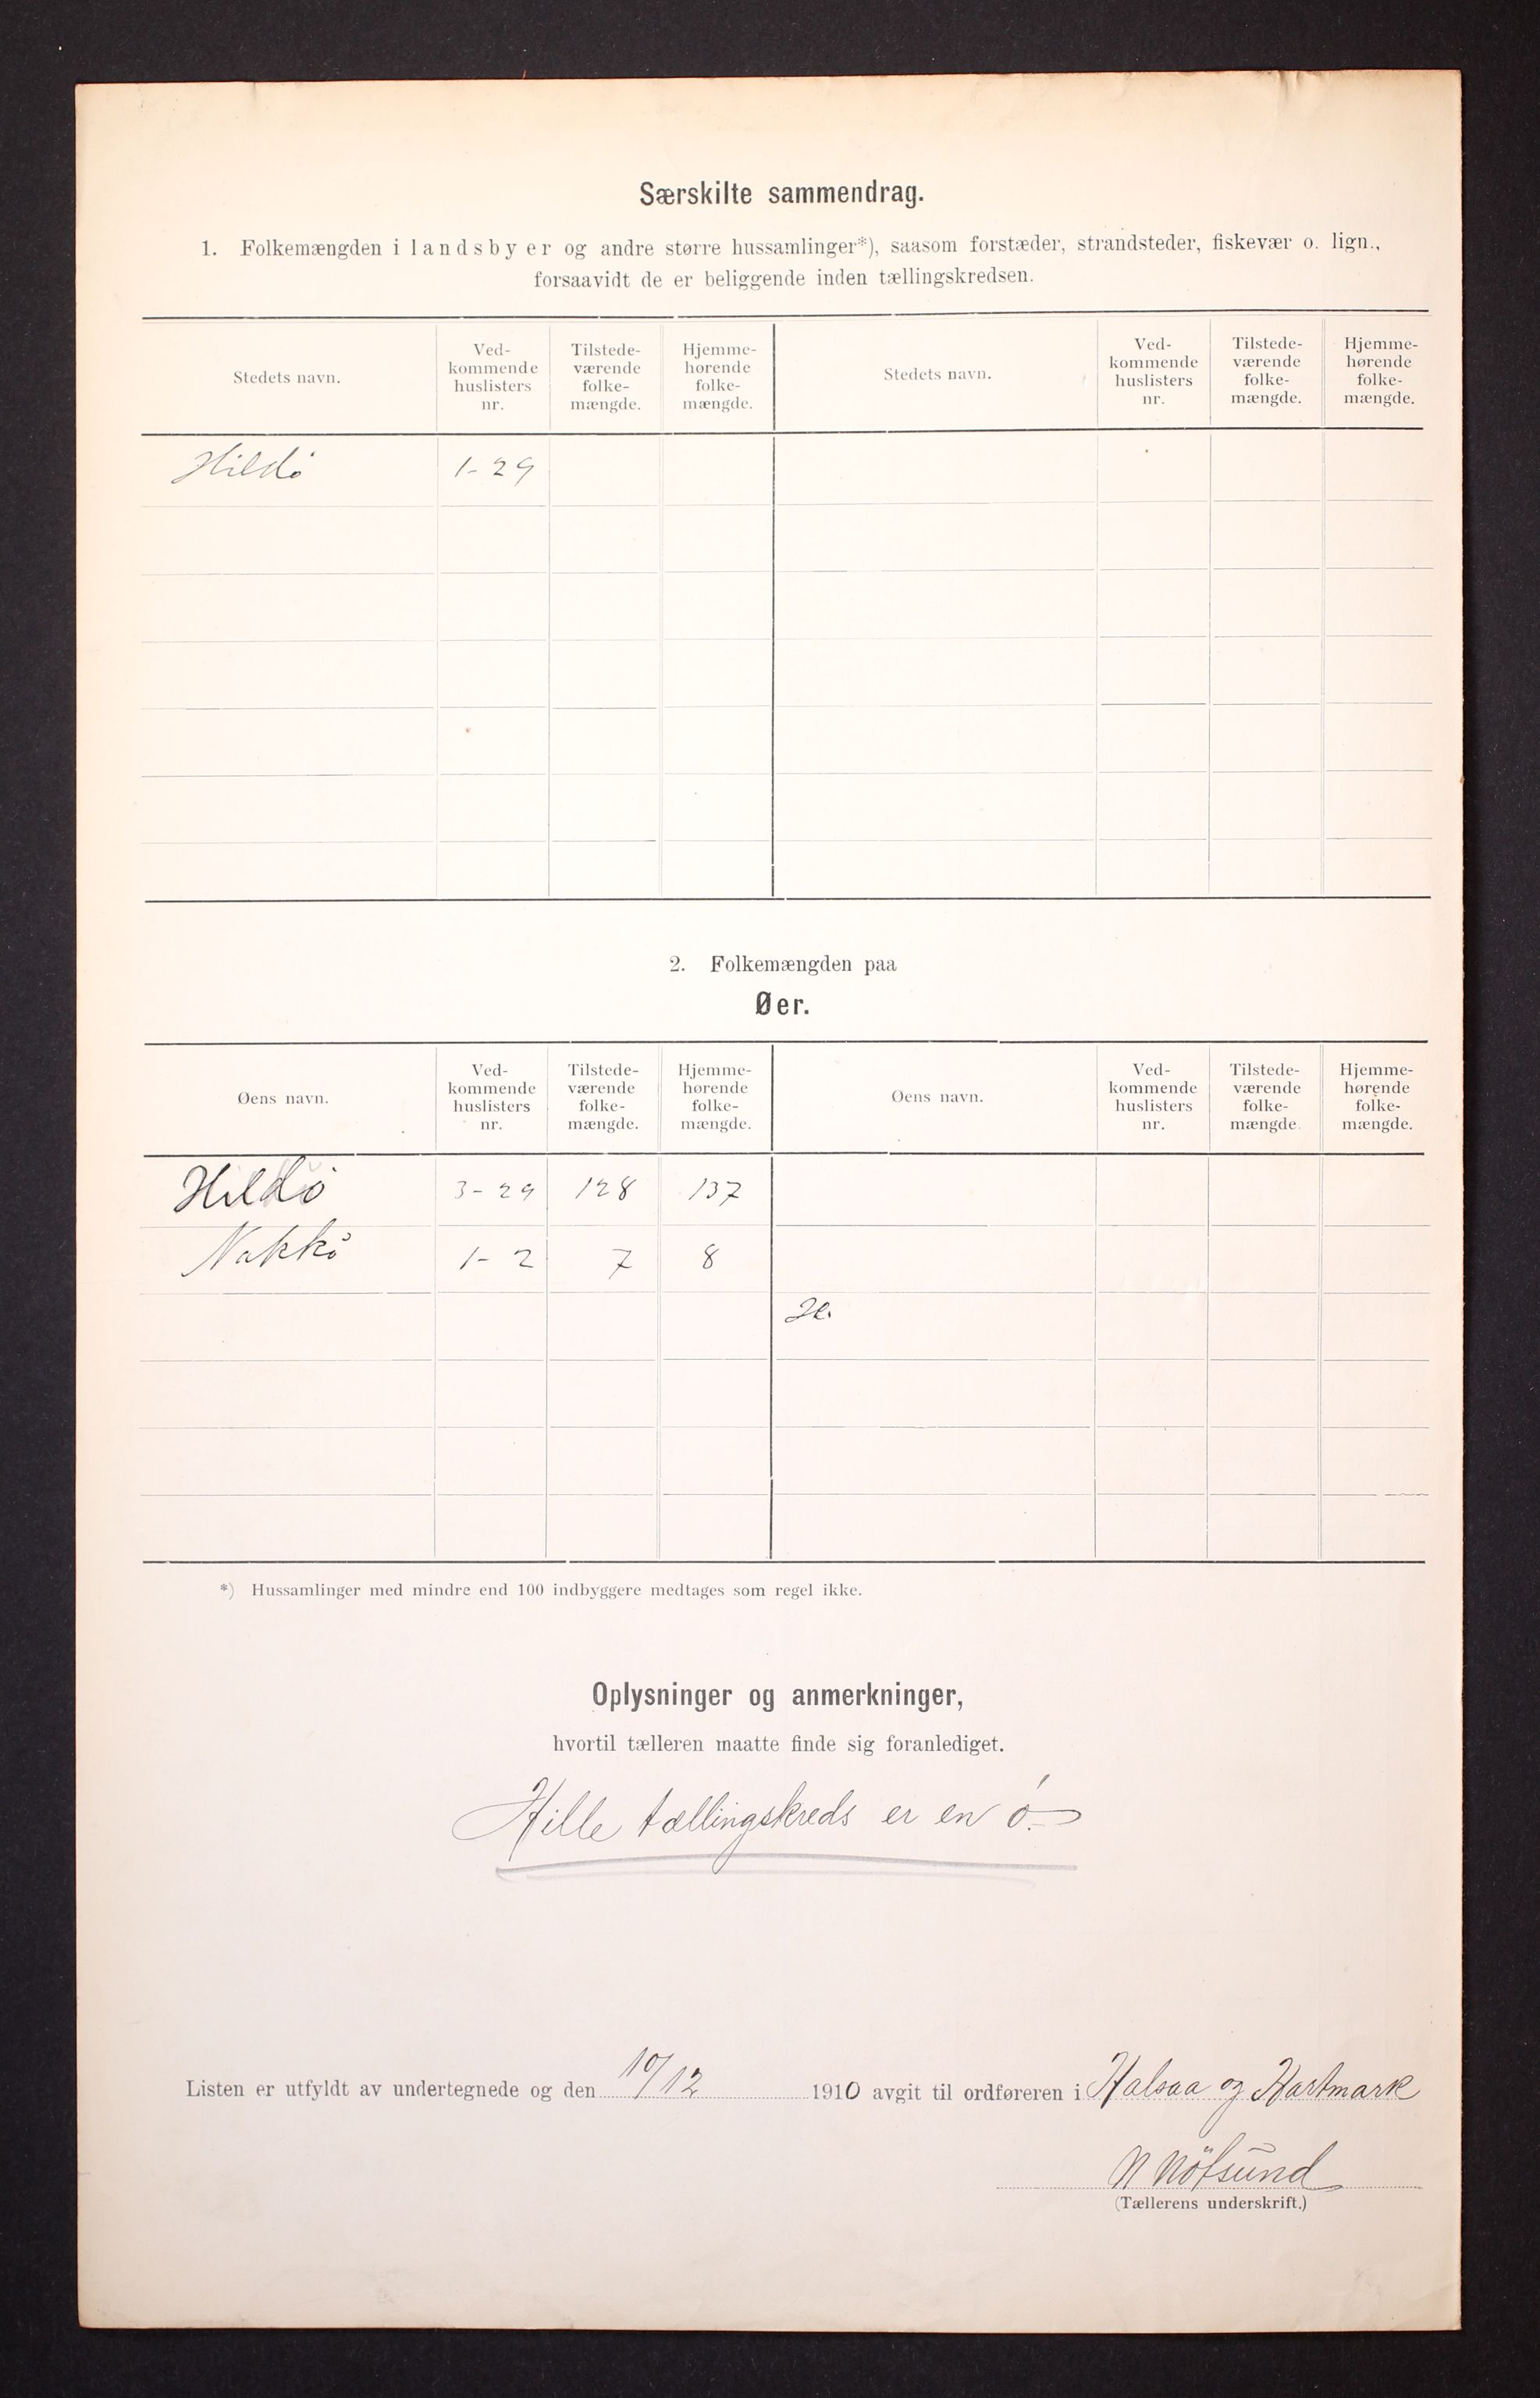 Særskilte sammendrag.
1. Folkemængden i landsbyer og andre større hussamlinger*), saasom forstæder, strandsteder, fiskevær o. lign.,
forsaavidt de er beliggende inden tællingskredsen.
Stedets navn.
Ved-
kommende
huslisters
nr.
Tilstede-
værende
folke-
mængde.
Hjemme-
hørende
folke-
mængde.
Stedets navn.
Ved-
kommende
huslisters
nr.
Tilstede-
værende
folke-
mængde.
Hjemme-
hørende
folke-
mængde.
Hildö 1-29
2. Folkemængden paa
Øer.
Øens navn.
Ved-
kommende
huslisters
nr.
Tilstede-
værende
folke-
mængde.
Hjemme-
hørende
folke-
mængde.
Øens navn.
Ved-
kommende
huslisters
nr.
Tilstede-
værende
folke-
mængde.
Hjemme-
hørende
folke-
mængde.
Hildö 3-29 128 137
Nakkö 1-2 7 8
*) Hussamlinger med mindre end 100 indbyggere medtages som regel ikke.
Oplysninger og anmerkninger,
hvortil tælleren maatte finde sig foranlediget.
Hille tællingskreds er en ó.
Listen er utfyldt av undertegnede og den 10/12 1910 avgit til ordføreren i Halsaa og Hartmark
N Nötsund
(Tællerens underskrift.)